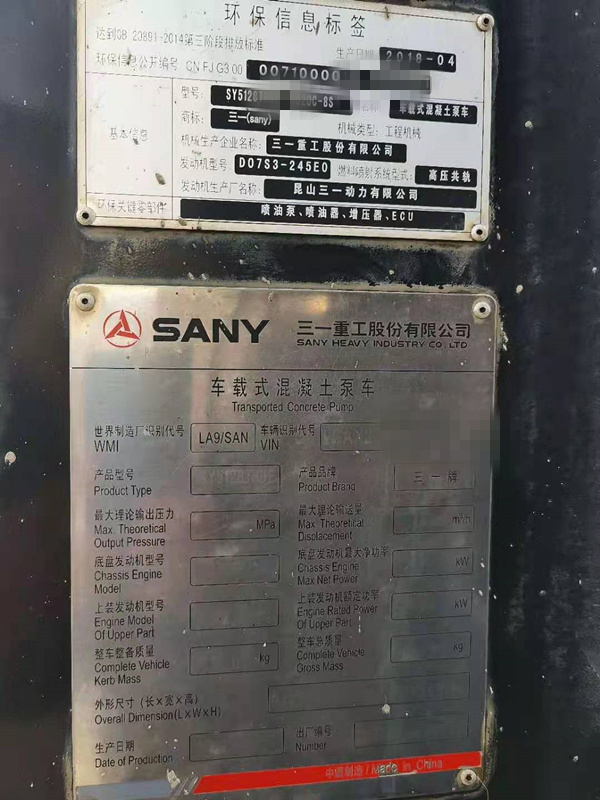 环保信息标签
达到GB 20891-2014第三阶段排放标准
生产日期 2018-04
环保信息公开编号 CN FJ G3 00 00710000
基本信息
型号: SY5128T 20C-8S 车载式混凝土泵车
商标: 三一(sany) 机械类型: 工程机械
机械生产企业名称: 三一重工股份有限公司
发动机型号 D07S3-245E0 燃料喷射系统型式: 高压共轨
发动机生产厂名称: 昆山三一动力有限公司
环保关键零部件 喷油泵、喷油器、增压器、ECU
SANY 三一重工股份有限公司
SANY HEAVY INDUSTRY CO., LTD
车载式混凝土泵车
Transported Concrete Pump
世界制造厂识别代号 WMI LA9/SAN 车辆识别代号 VIN
产品型号 Product Type 产品品牌 Product Brand 三一牌
最大理论输出压力 Max. Theoretical Output Pressure MPa 最大理论输送量 Max. Theoretical Displacement m³/h
底盘发动机型号 Chassis Engine Model 底盘发动机最大净功率 Chassis Engine Max Net Power kW
上装发动机型号 Engine Model Of Upper Part 上装发动机额定功率 Engine Rated Power Of Upper Part kW
整车整备质量 Complete Vehicle Kerb Mass kg 整车总质量 Complete Vehicle Gross Mass kg
外形尺寸 (长×宽×高) Overall Dimension(L×W×H)
生产日期 Date of Production 出厂编号 Number
中国制造 / Made In China